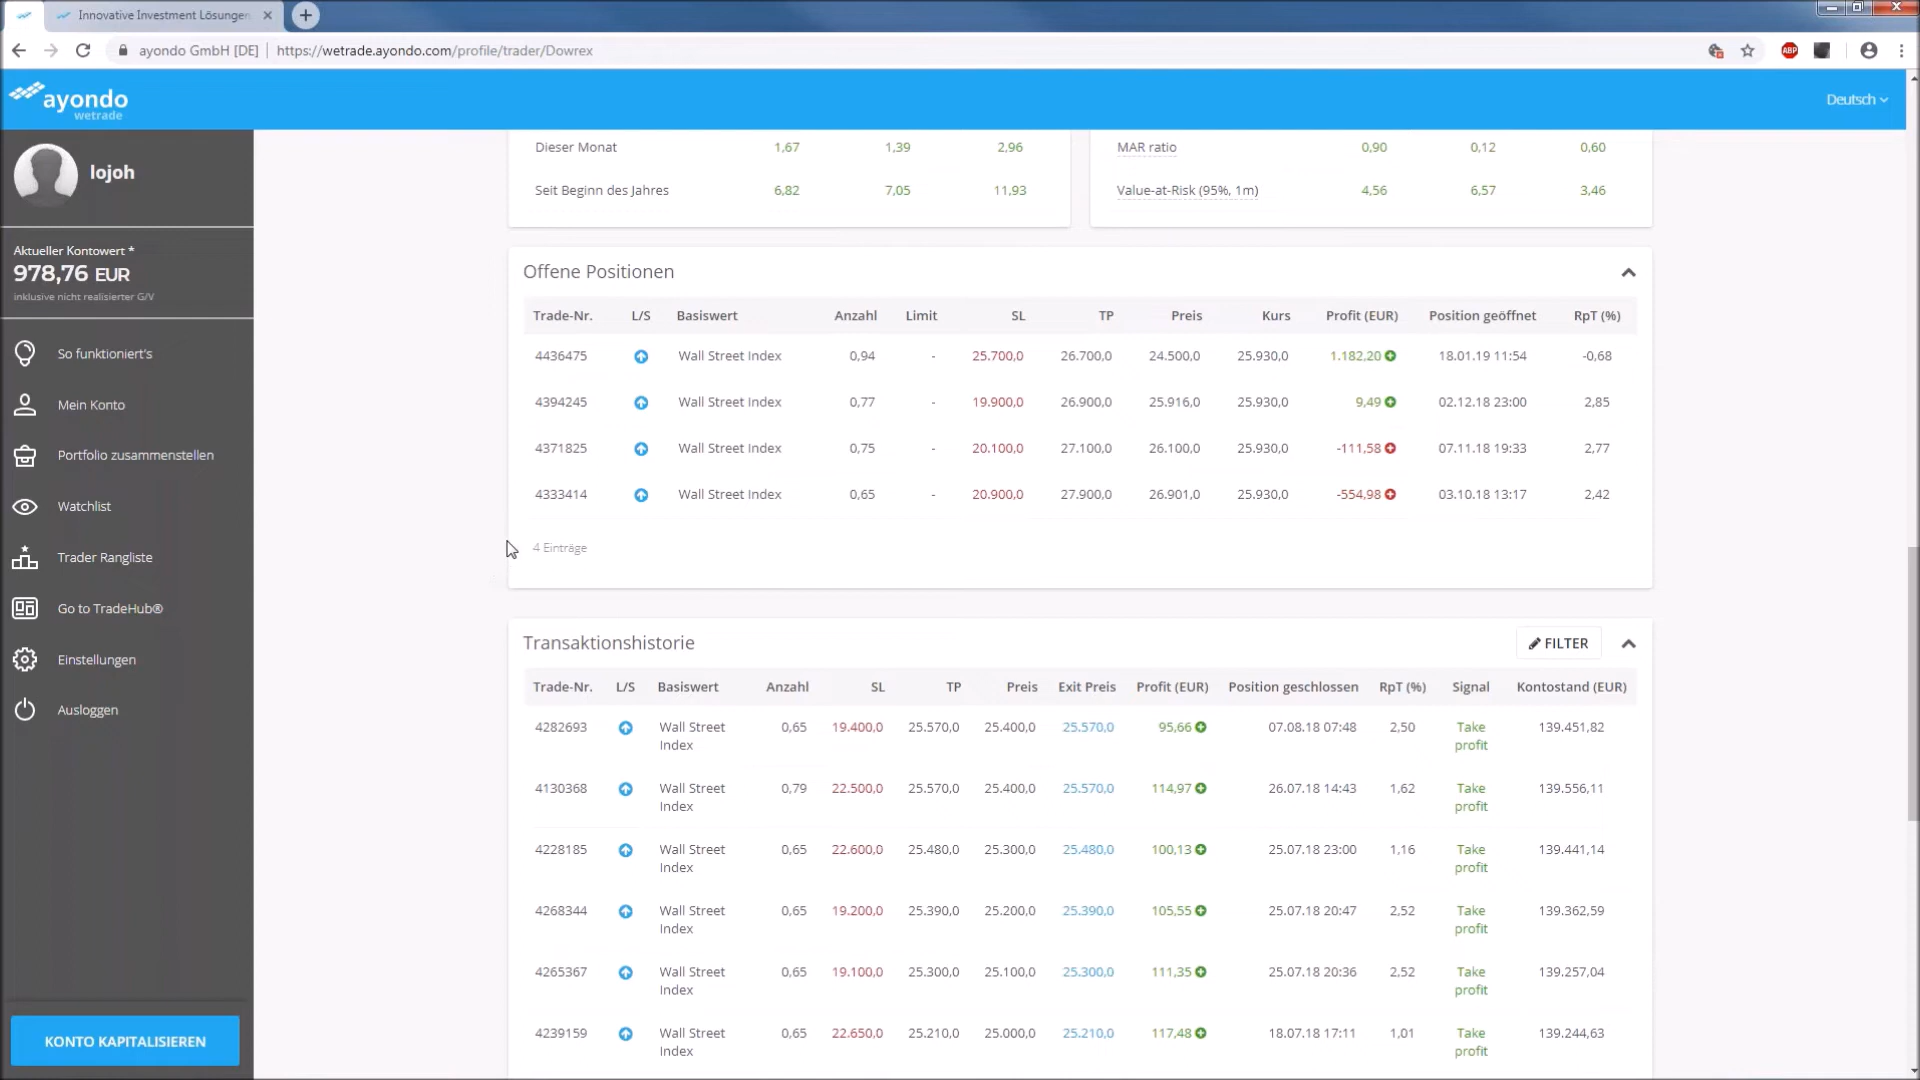 Innovative Investment Lösungen
ayondo GmbH [DE] | https://wetrade.ayondo.com/profile/trader/Dowrex
ABP
ayondo
wetrade
Deutsch
lojoh
Aktueller Kontowert *
978,76 EUR
inklusive nicht realisierter G/V
So funktioniert's
Mein Konto
Portfolio zusammenstellen
Watchlist
Trader Rangliste
Go to TradeHub®
Einstellungen
Ausloggen
KONTO KAPITALISIEREN
Dieser Monat 1,67 1,39 2,96
Seit Beginn des Jahres 6,82 7,05 11,93
MAR ratio 0,90 0,12 0,60
Value-at-Risk (95%, 1m) 4,56 6,57 3,46
Offene Positionen
Trade-Nr. L/S Basiswert Anzahl Limit SL TP Preis Kurs Profit (EUR) Position geöffnet RpT (%)
4436475 Wall Street Index 0,94 - 25.700,0 26.700,0 24.500,0 25.930,0 1.182,20 18.01.19 11:54 -0,68
4394245 Wall Street Index 0,77 - 19.900,0 26.900,0 25.916,0 25.930,0 9,49 02.12.18 23:00 2,85
4371825 Wall Street Index 0,75 - 20.100,0 27.100,0 26.100,0 25.930,0 -111,58 07.11.18 19:33 2,77
4333414 Wall Street Index 0,65 - 20.900,0 27.900,0 26.901,0 25.930,0 -554,98 03.10.18 13:17 2,42
4 Einträge
Transaktionshistorie
FILTER
Trade-Nr. L/S Basiswert Anzahl SL TP Preis Exit Preis Profit (EUR) Position geschlossen RpT (%) Signal Kontostand (EUR)
4282693 Wall Street Index 0,65 19.400,0 25.570,0 25.400,0 25.570,0 95,66 07.08.18 07:48 2,50 Take profit 139.451,82
4130368 Wall Street Index 0,79 22.500,0 25.570,0 25.400,0 25.570,0 114,97 26.07.18 14:43 1,62 Take profit 139.556,11
4228185 Wall Street Index 0,65 22.600,0 25.480,0 25.300,0 25.480,0 100,13 25.07.18 23:00 1,16 Take profit 139.441,14
4268344 Wall Street Index 0,65 19.200,0 25.390,0 25.200,0 25.390,0 105,55 25.07.18 20:47 2,52 Take profit 139.362,59
4265367 Wall Street Index 0,65 19.100,0 25.300,0 25.100,0 25.300,0 111,35 25.07.18 20:36 2,52 Take profit 139.257,04
4239159 Wall Street Index 0,65 22.650,0 25.210,0 25.000,0 25.210,0 117,48 18.07.18 17:11 1,01 Take profit 139.244,63